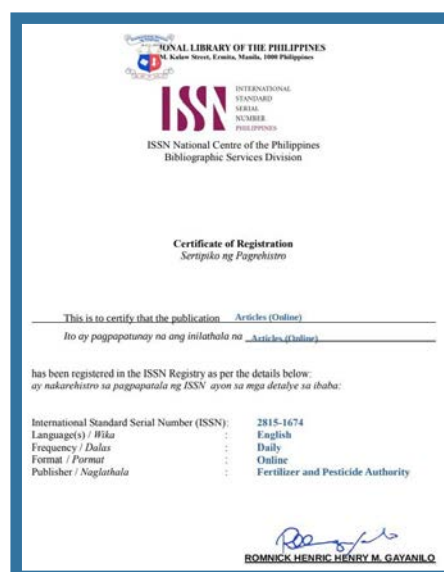 NATIONAL LIBRARY OF THE PHILIPPINES
M. Kalaw Street, Ermita, Manila, 1000 Philippines
ISSN
INTERNATIONAL
STANDARD
SERIAL
NUMBER
PHILIPPINES
ISSN National Centre of the Philippines
Bibliographic Services Division
Certificate of Registration
Sertipiko ng Pagrehistro
This is to certify that the publication Articles (Online)
Ito ay pagpapatunay na ang inilathala na Articles (Online)
has been registered in the ISSN Registry as per the details below:
ay nakarehistro sa pagpapatala ng ISSN ayon sa mga detalye sa ibaba:
International Standard Serial Number (ISSN): 2815-1674
Language(s) / Wika : English
Frequency / Dalas : Daily
Format / Pormat : Online
Publisher / Naglathala : Fertilizer and Pesticide Authority
ROMNICK HENRIC HENRY M. GAYANILO